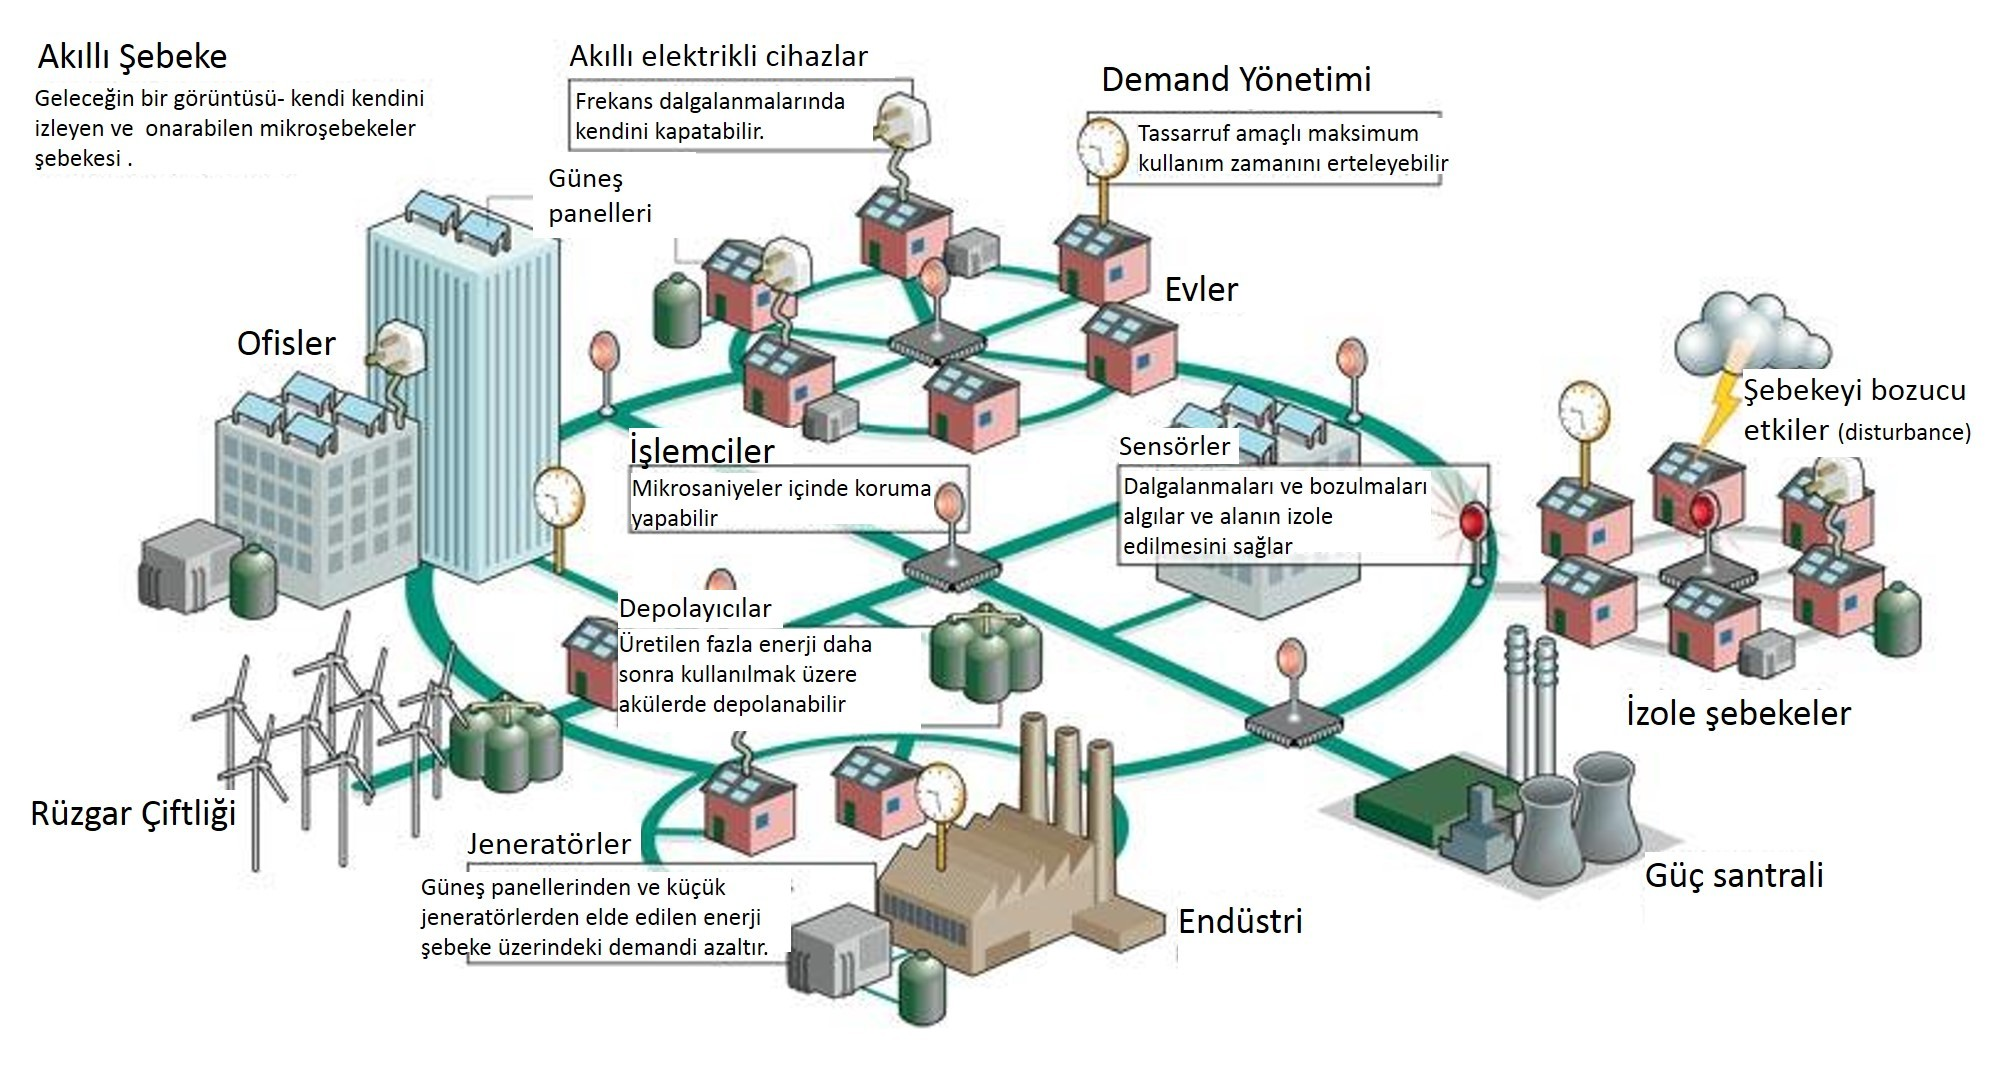 Akıllı Şebeke
Geleceğin bir görüntüsü- kendi kendini
izleyen ve onarabilen mikroşebekeler
şebekesi .
Akıllı elektrikli cihazlar
Frekans dalgalanmalarında
kendini kapatabilir.
Demand Yönetimi
Tassarruf amaçlı maksimum
kullanım zamanını erteleyebilir
Güneş
panelleri
Evler
Ofisler
Şebekeyi bozucu
etkiler (disturbance)
İşlemciler
Mikrosaniyeler içinde koruma
yapabilir
Sensörler
Dalgalanmaları ve bozulmaları
algılar ve alanın izole
edilmesini sağlar
Depolayıcılar
Üretilen fazla enerji daha
sonra kullanılmak üzere
akülerde depolanabilir
İzole şebekeler
Rüzgar Çiftliği
Jeneratörler
Güneş panellerinden ve küçük
jeneratörlerden elde edilen enerji
şebeke üzerindeki demandi azaltır.
Güç santrali
Endüstri